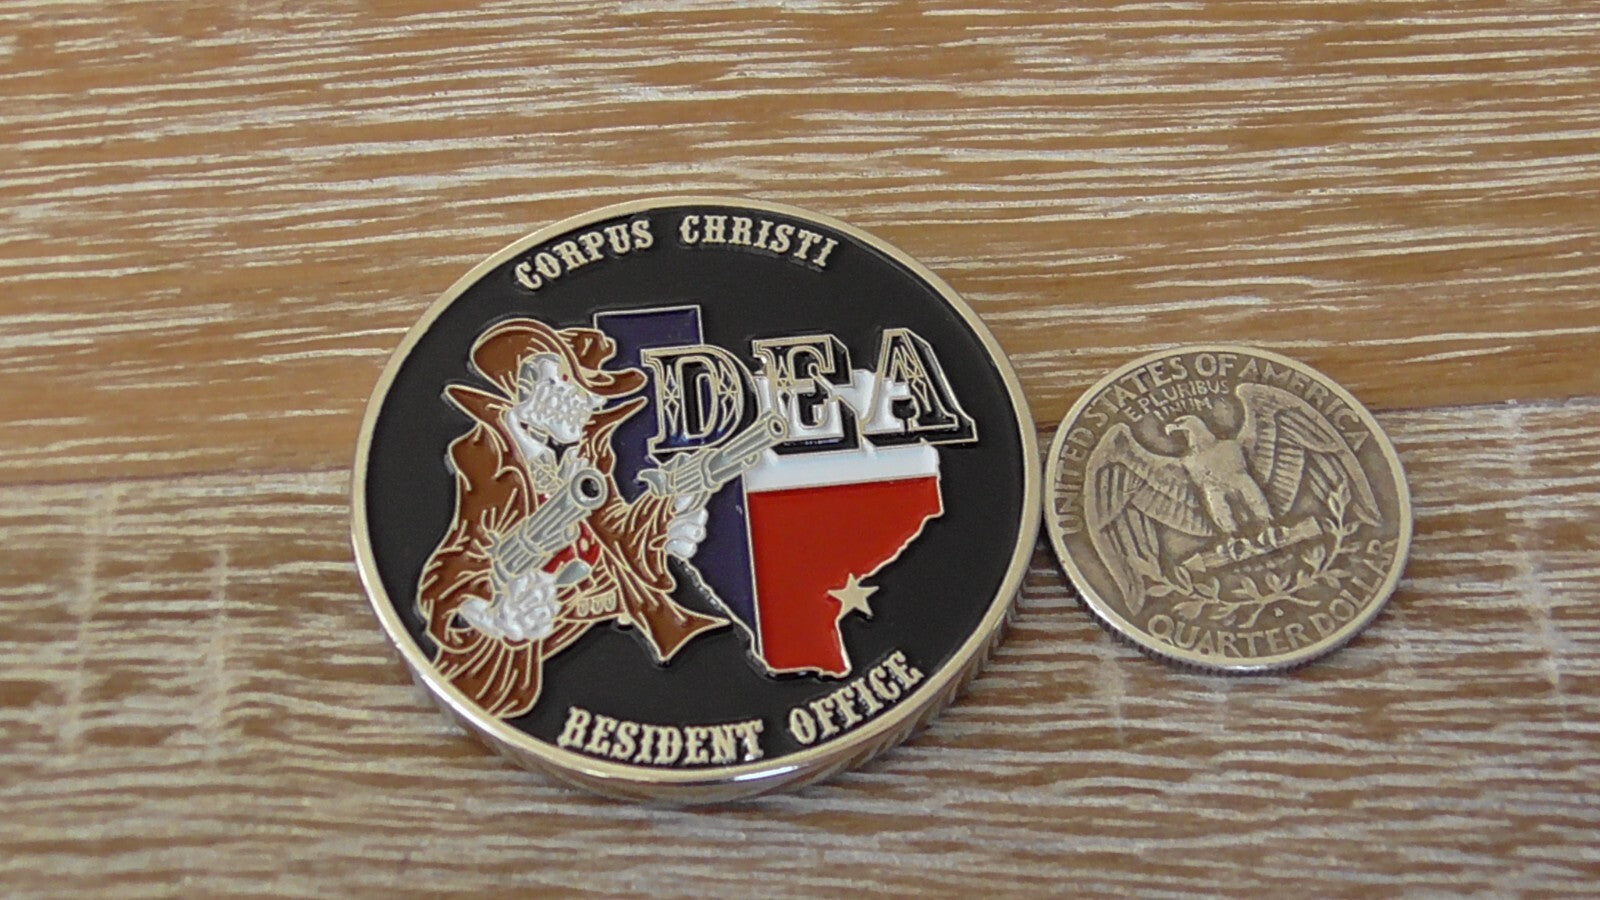 CORPUS CHRISTI
DEA
RESIDENT OFFICE
UNITED STATES OF AMERICA
E PLURIBUS
UNUM
QUARTER DOLLAR